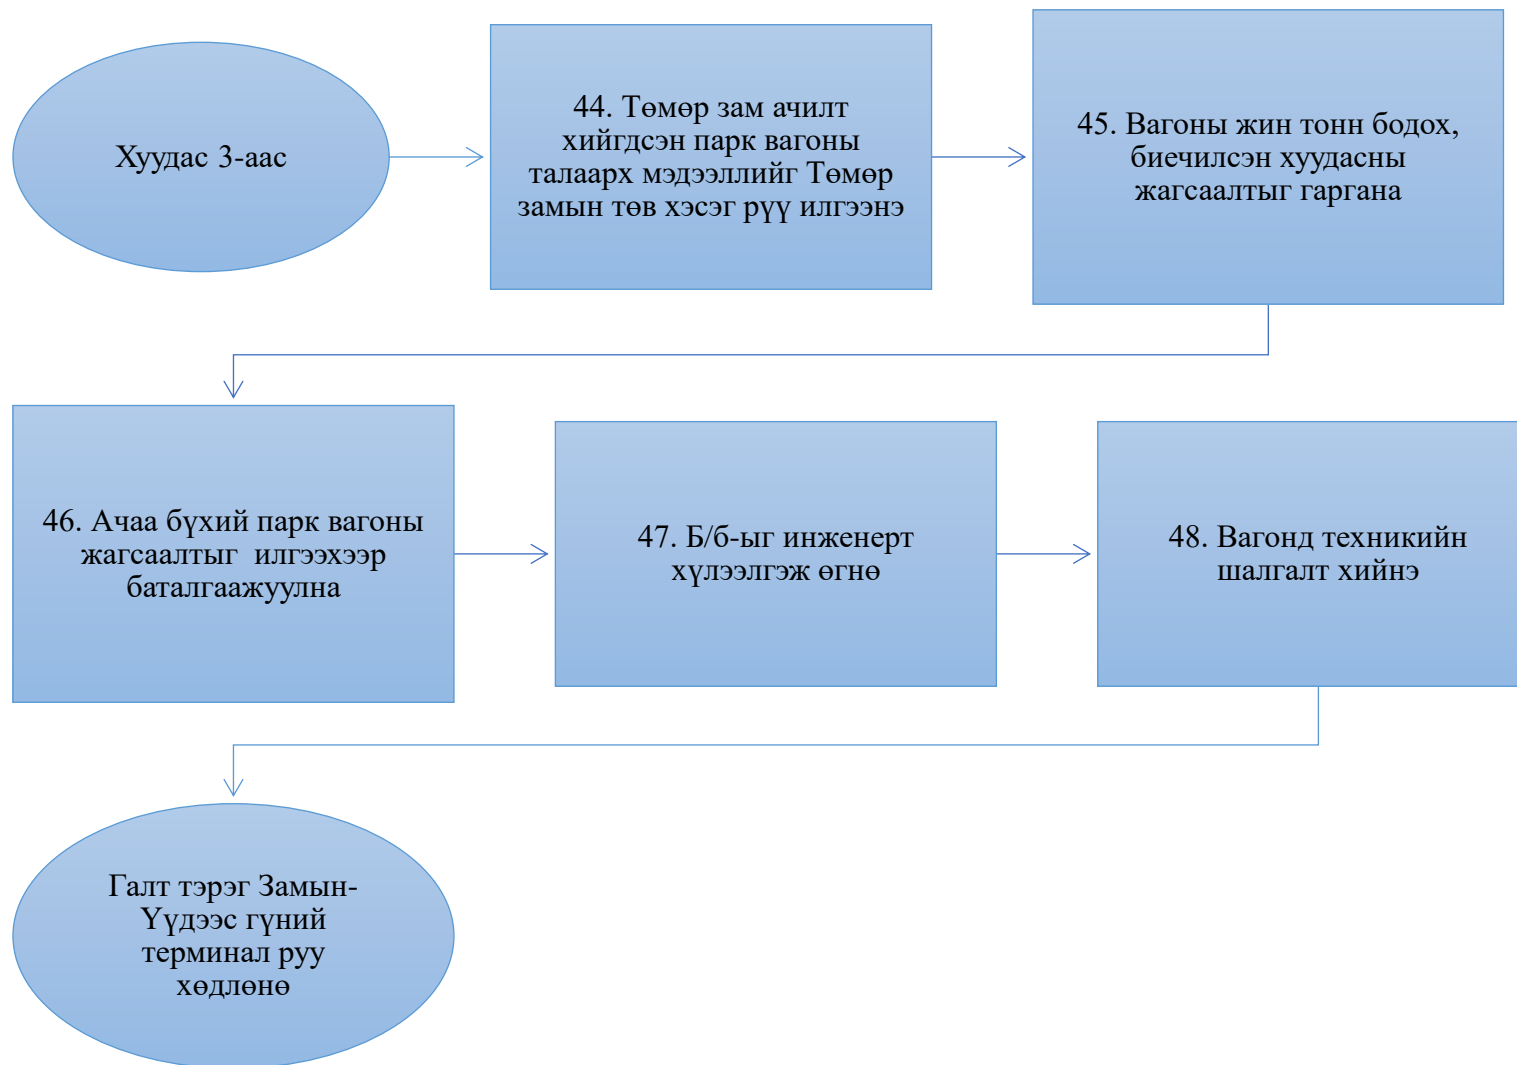 Хуудас 3-аас
44. Төмөр зам ачилт
хийгдсэн парк вагоны
талаарх мэдээллийг Төмөр
замын төв хэсэг рүү илгээнэ
45. Вагоны жин тонн бодох,
биечилсэн хуудасны
жагсаалтыг гаргана
46. Ачаа бүхий парк вагоны
жагсаалтыг  илгээхээр
баталгаажуулна
47. Б/б-ыг инженерт
хүлээлгэж өгнө
48. Вагонд техникийн
шалгалт хийнэ
Галт тэрэг Замын-
Үүдээс гүний
терминал руу
хөдлөнө